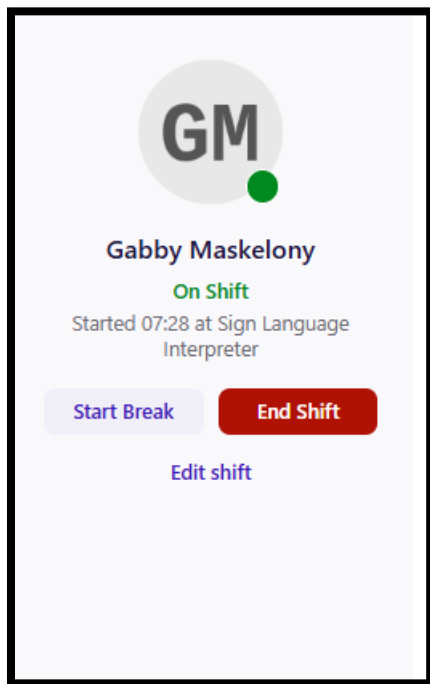 GM
Gabby Maskelony
On Shift
Started 07:28 at Sign Language
Interpreter
Start Break
End Shift
Edit shift